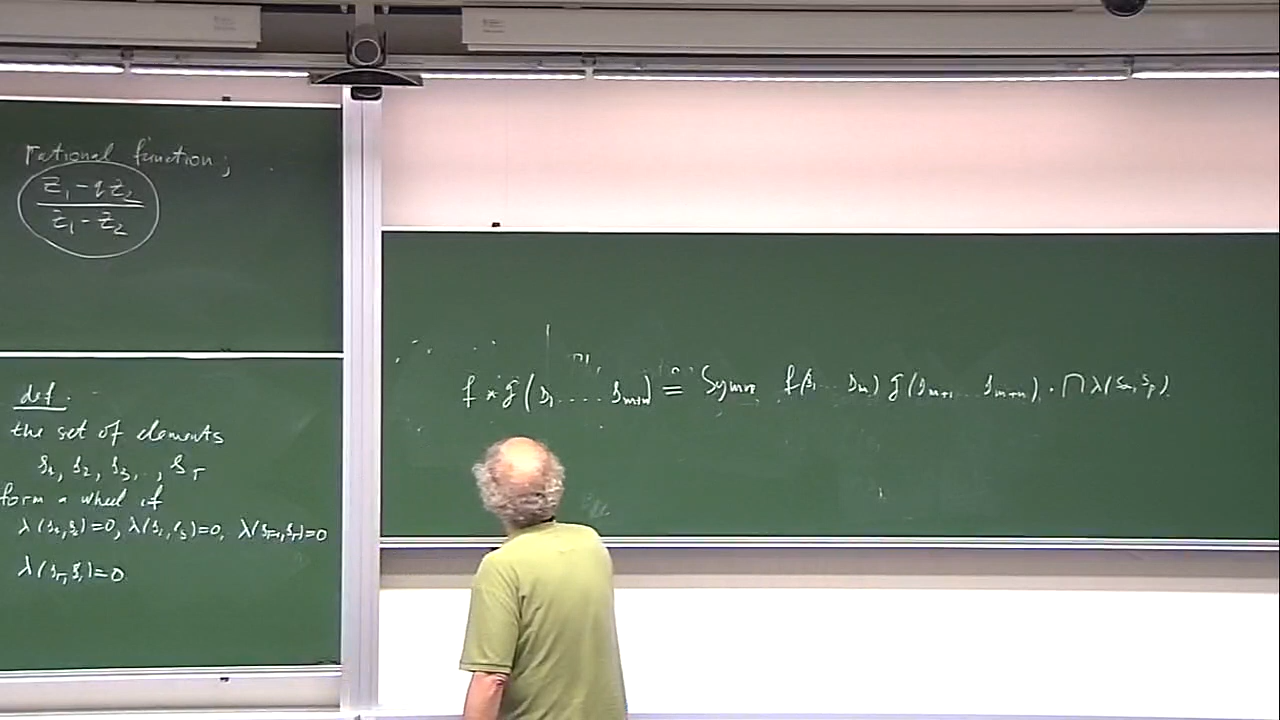 rational function;
z₁ - qz₂
z₁ - z₂
def.
the set of elements
s₁, s₂, s₃, .., s_r
form a wheel if
λ(s₁,s₂)=0, λ(s₂,s₃)=0, λ(s_{r-1},s_r)=0
λ(s_r,s₁)=0
f * g(s₁ .... s_{m+n}) = Sym f(s₁ ... s_m) g(s_{m+1} ... s_{m+n}) . ∏ λ(s_α, s_β)